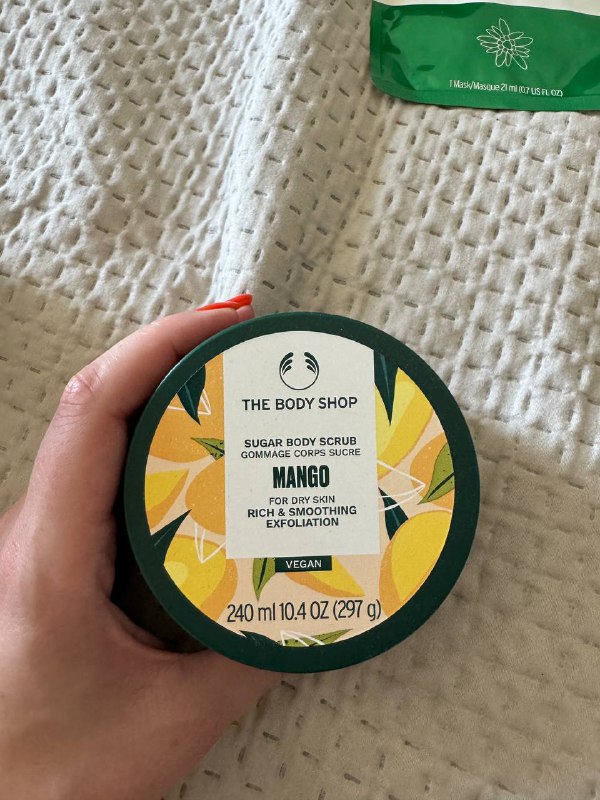 1 Mask/Masque 21 ml (0.7 US FL. OZ)
THE BODY SHOP
SUGAR BODY SCRUB
GOMMAGE CORPS SUCRE
MANGO
FOR DRY SKIN
RICH & SMOOTHING
EXFOLIATION
VEGAN
240 ml 10.4 OZ (297 g)